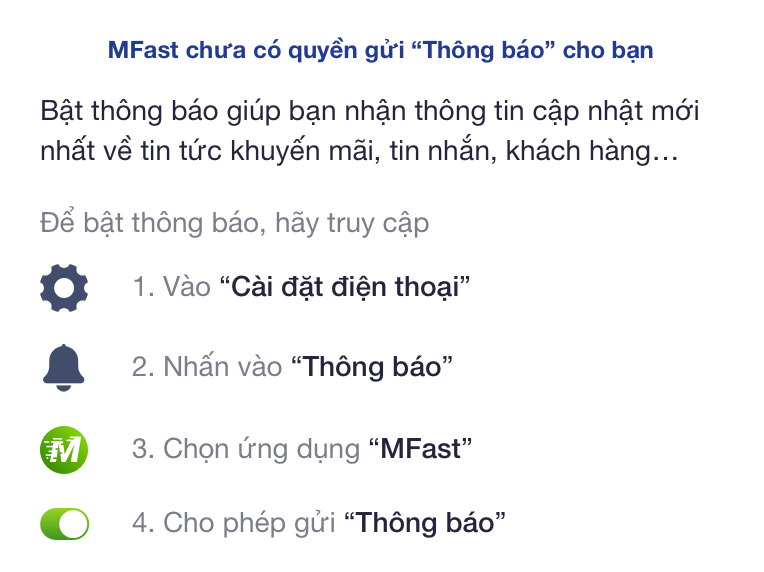 MFast chưa có quyền gửi “Thông báo” cho bạn
Bật thông báo giúp bạn nhận thông tin cập nhật mới
nhất về tin tức khuyến mãi, tin nhắn, khách hàng...
Để bật thông báo, hãy truy cập
1. Vào “Cài đặt điện thoại”
2. Nhấn vào “Thông báo”
M
3. Chọn ứng dụng “MFast”
4. Cho phép gửi “Thông báo”